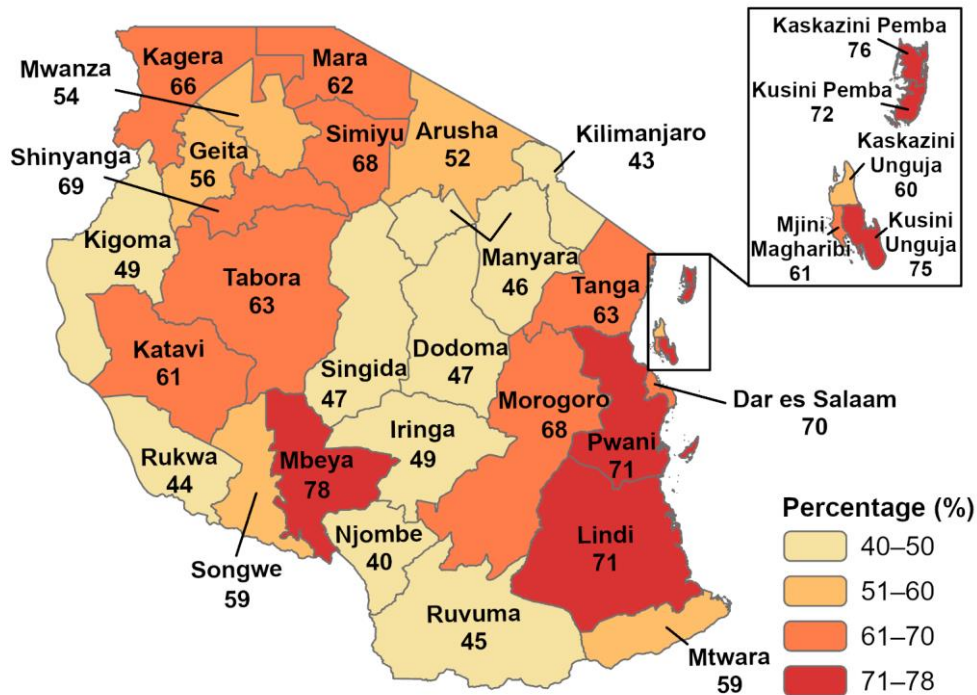 Kagera
66
Mara
62
Mwanza
54
Simiyu
68
Arusha
52
Kilimanjaro
43
Geita
56
Shinyanga
69
Kigoma
49
Tabora
63
Manyara
46
Tanga
63
Katavi
61
Singida
47
Dodoma
47
Morogoro
68
Dar es Salaam
70
Pwani
71
Rukwa
44
Mbeya
78
Iringa
49
Njombe
40
Lindi
71
Songwe
59
Ruvuma
45
Mtwara
59
Kaskazini Pemba
76
Kusini Pemba
72
Kaskazini
Unguja
60
Mjini
Magharibi
61
Kusini
Unguja
75
Percentage (%)
40–50
51–60
61–70
71–78